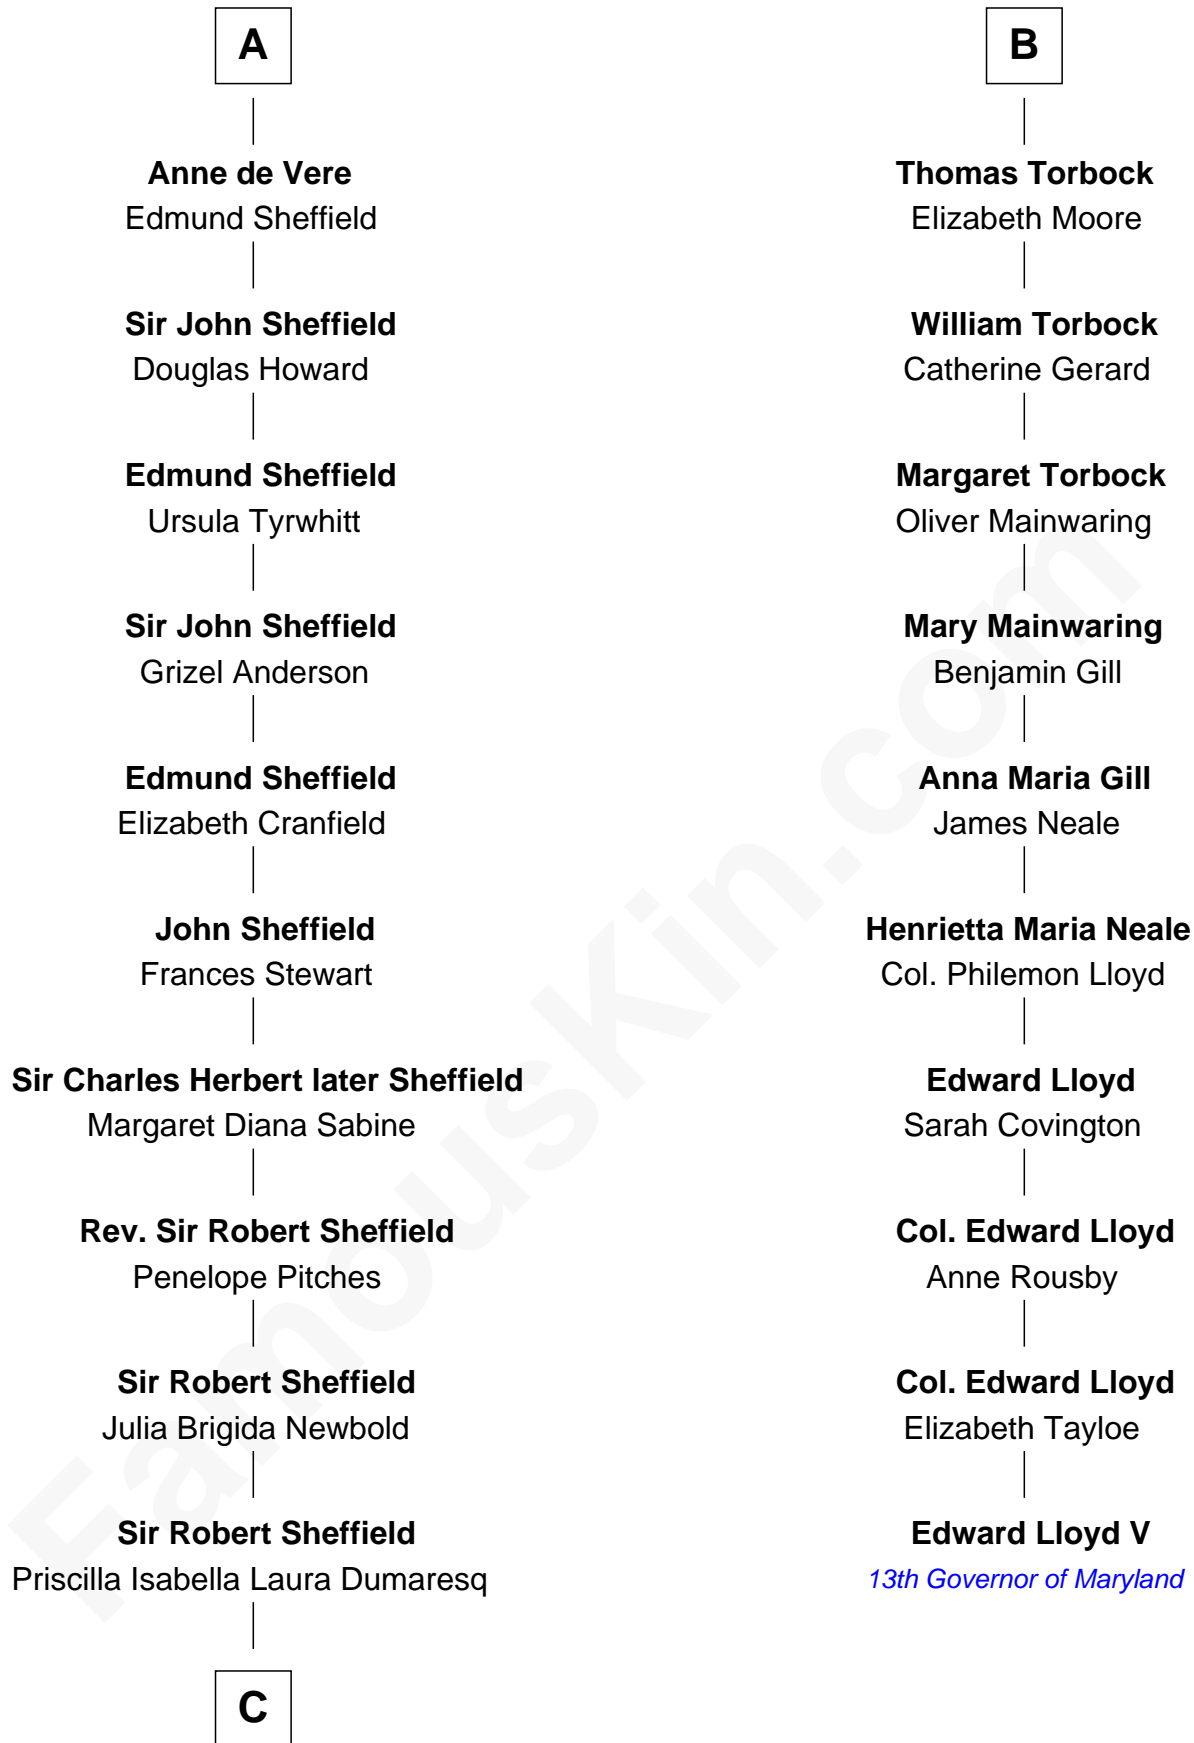 A
Anne de Vere
Edmund Sheffield
Sir John Sheffield
Douglas Howard
Edmund Sheffield
Ursula Tyrwhitt
Sir John Sheffield
Grizel Anderson
Edmund Sheffield
Elizabeth Cranfield
John Sheffield
Frances Stewart
Sir Charles Herbert later Sheffield
Margaret Diana Sabine
Rev. Sir Robert Sheffield
Penelope Pitches
Sir Robert Sheffield
Julia Brigida Newbold
Sir Robert Sheffield
Priscilla Isabella Laura Dumaresq
C
B
Thomas Torbock
Elizabeth Moore
William Torbock
Catherine Gerard
Margaret Torbock
Oliver Mainwaring
Mary Mainwaring
Benjamin Gill
Anna Maria Gill
James Neale
Henrietta Maria Neale
Col. Philemon Lloyd
Edward Lloyd
Sarah Covington
Col. Edward Lloyd
Anne Rousby
Col. Edward Lloyd
Elizabeth Tayloe
Edward Lloyd V
13th Governor of Maryland
FamousKin.com